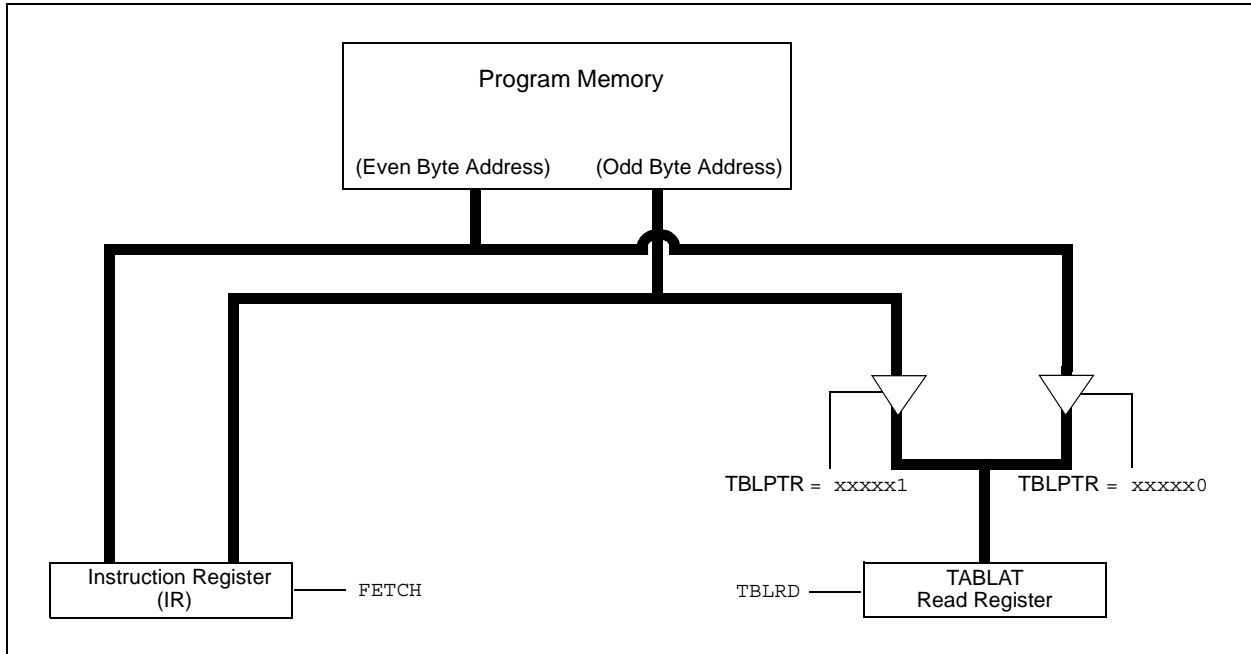 Program Memory
(Even Byte Address) (Odd Byte Address)
TBLPTR = xxxxx1 TBLPTR = xxxxx0
Instruction Register
(IR)
FETCH
TBLRD
TABLAT
Read Register